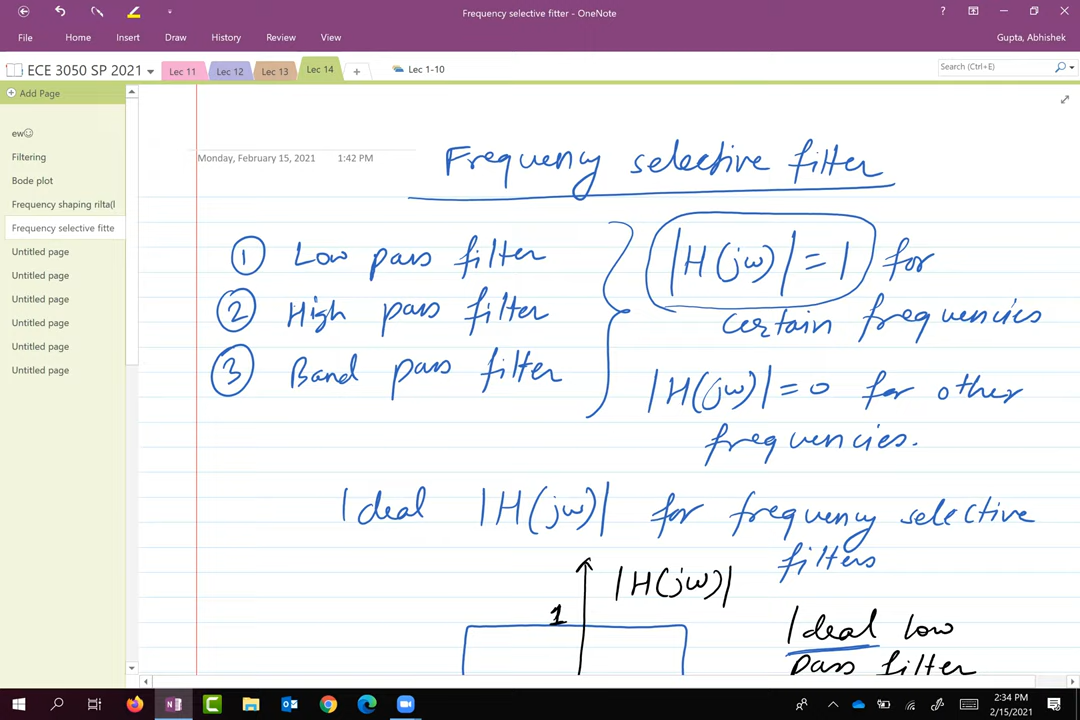 Frequency selective fitter - OneNote
File Home Insert Draw History Review View
Gupta, Abhishek
ECE 3050 SP 2021
Lec 11 Lec 12 Lec 13 Lec 14 + Lec 1-10
Search (Ctrl+E)
Add Page
ew☺
Filtering
Bode plot
Frequency shaping rilta(l
Frequency selective fitte
Untitled page
Untitled page
Untitled page
Untitled page
Untitled page
Untitled page
Monday, February 15, 2021 1:42 PM
Frequency selective filter
① Low pass filter
② High pass filter
③ Band pass filter
|H(jω)| = 1 for
certain frequencies
|H(jω)| = 0 for other
frequencies.
Ideal |H(jω)| for frequency selective
filters
|H(jω)|
1
Ideal low
pass filter
2:34 PM
2/15/2021